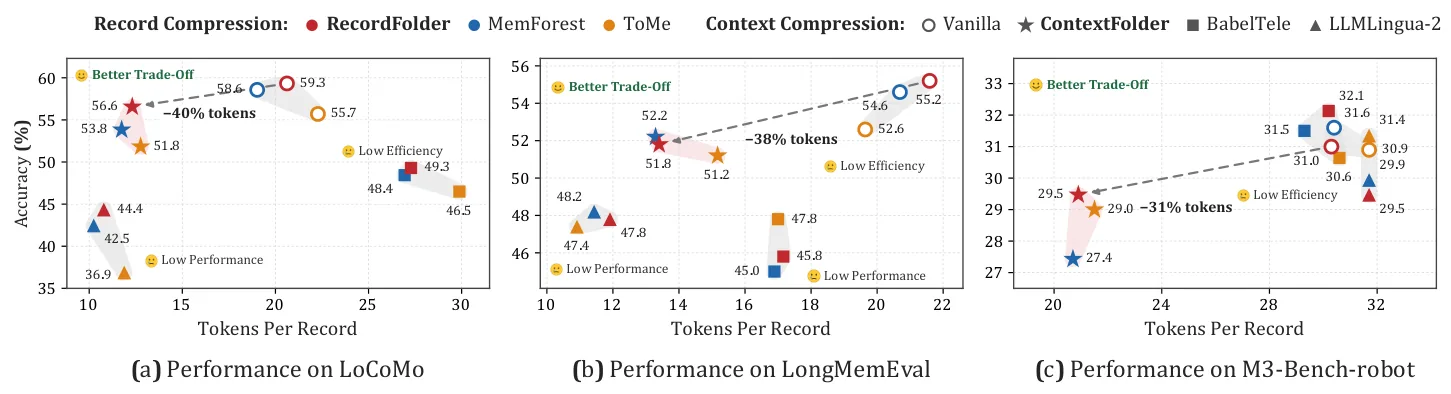 Record Compression: RecordFolder MemForest ToMe Context Compression: Vanilla ContextFolder BabelTele LLMLingua-2
Accuracy (%)
60
55
50
45
40
35
Better Trade-Off
58.6
59.3
56.6
−40% tokens
55.7
53.8
51.8
Low Efficiency
49.3
48.4
46.5
44.4
42.5
36.9
Low Performance
10 15 20 25 30
Tokens Per Record
(a) Performance on LoCoMo
56
54
52
50
48
46
Better Trade-Off
54.6
55.2
52.2
−38% tokens
52.6
51.8
51.2
Low Efficiency
48.2
47.4
47.8
47.8
45.8
45.0
Low Performance
Low Performance
10 12 14 16 18 20 22
Tokens Per Record
(b) Performance on LongMemEval
33
32
31
30
29
28
27
Better Trade-Off
32.1
31.5
31.6
31.4
31.0
30.9
30.6
29.9
29.5
Low Efficiency
29.0
−31% tokens
29.5
27.4
20 24 28 32
Tokens Per Record
(c) Performance on M3-Bench-robot